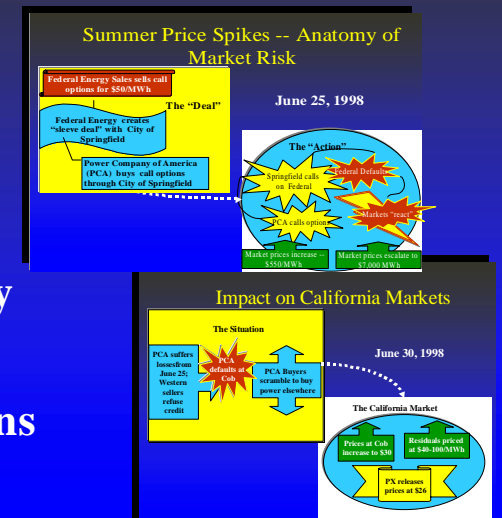 Summer Price Spikes -- Anatomy of
Market Risk
Federal Energy Sales sells call
options for $50/MWh
The “Deal”
Federal Energy creates
“sleeve deal” with City of
Springfield
Power Company of America
(PCA) buys call options
through City of Springfield
June 25, 1998
The “Action”
Springfield calls
on Federal
Federal Defaults
PCA calls option
Markets “react”
Market prices increase --
$550/MWh
Market prices escalate to
$7,000 MWh
y
ns
Impact on California Markets
The Situation
PCA suffers
lossesfrom
June 25;
Western
sellers
refuse
credit
PCA
defaults at
Cob
PCA Buyers
scramble to buy
power elsewhere
June 30, 1998
The California Market
Prices at Cob
increase to $30
Residuals priced
at $40-100/MWh
PX releases
prices at $26